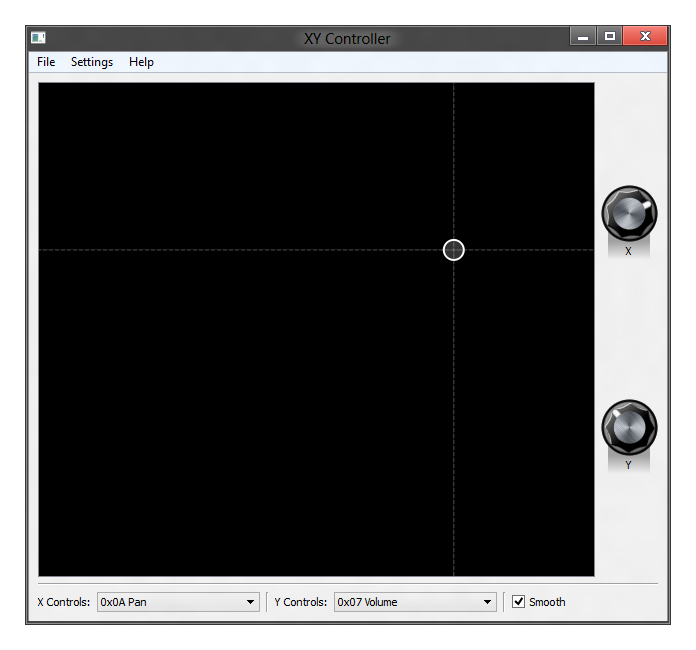 XY Controller
File Settings Help
X
Y
X Controls: 0x0A Pan Y Controls: 0x07 Volume Smooth